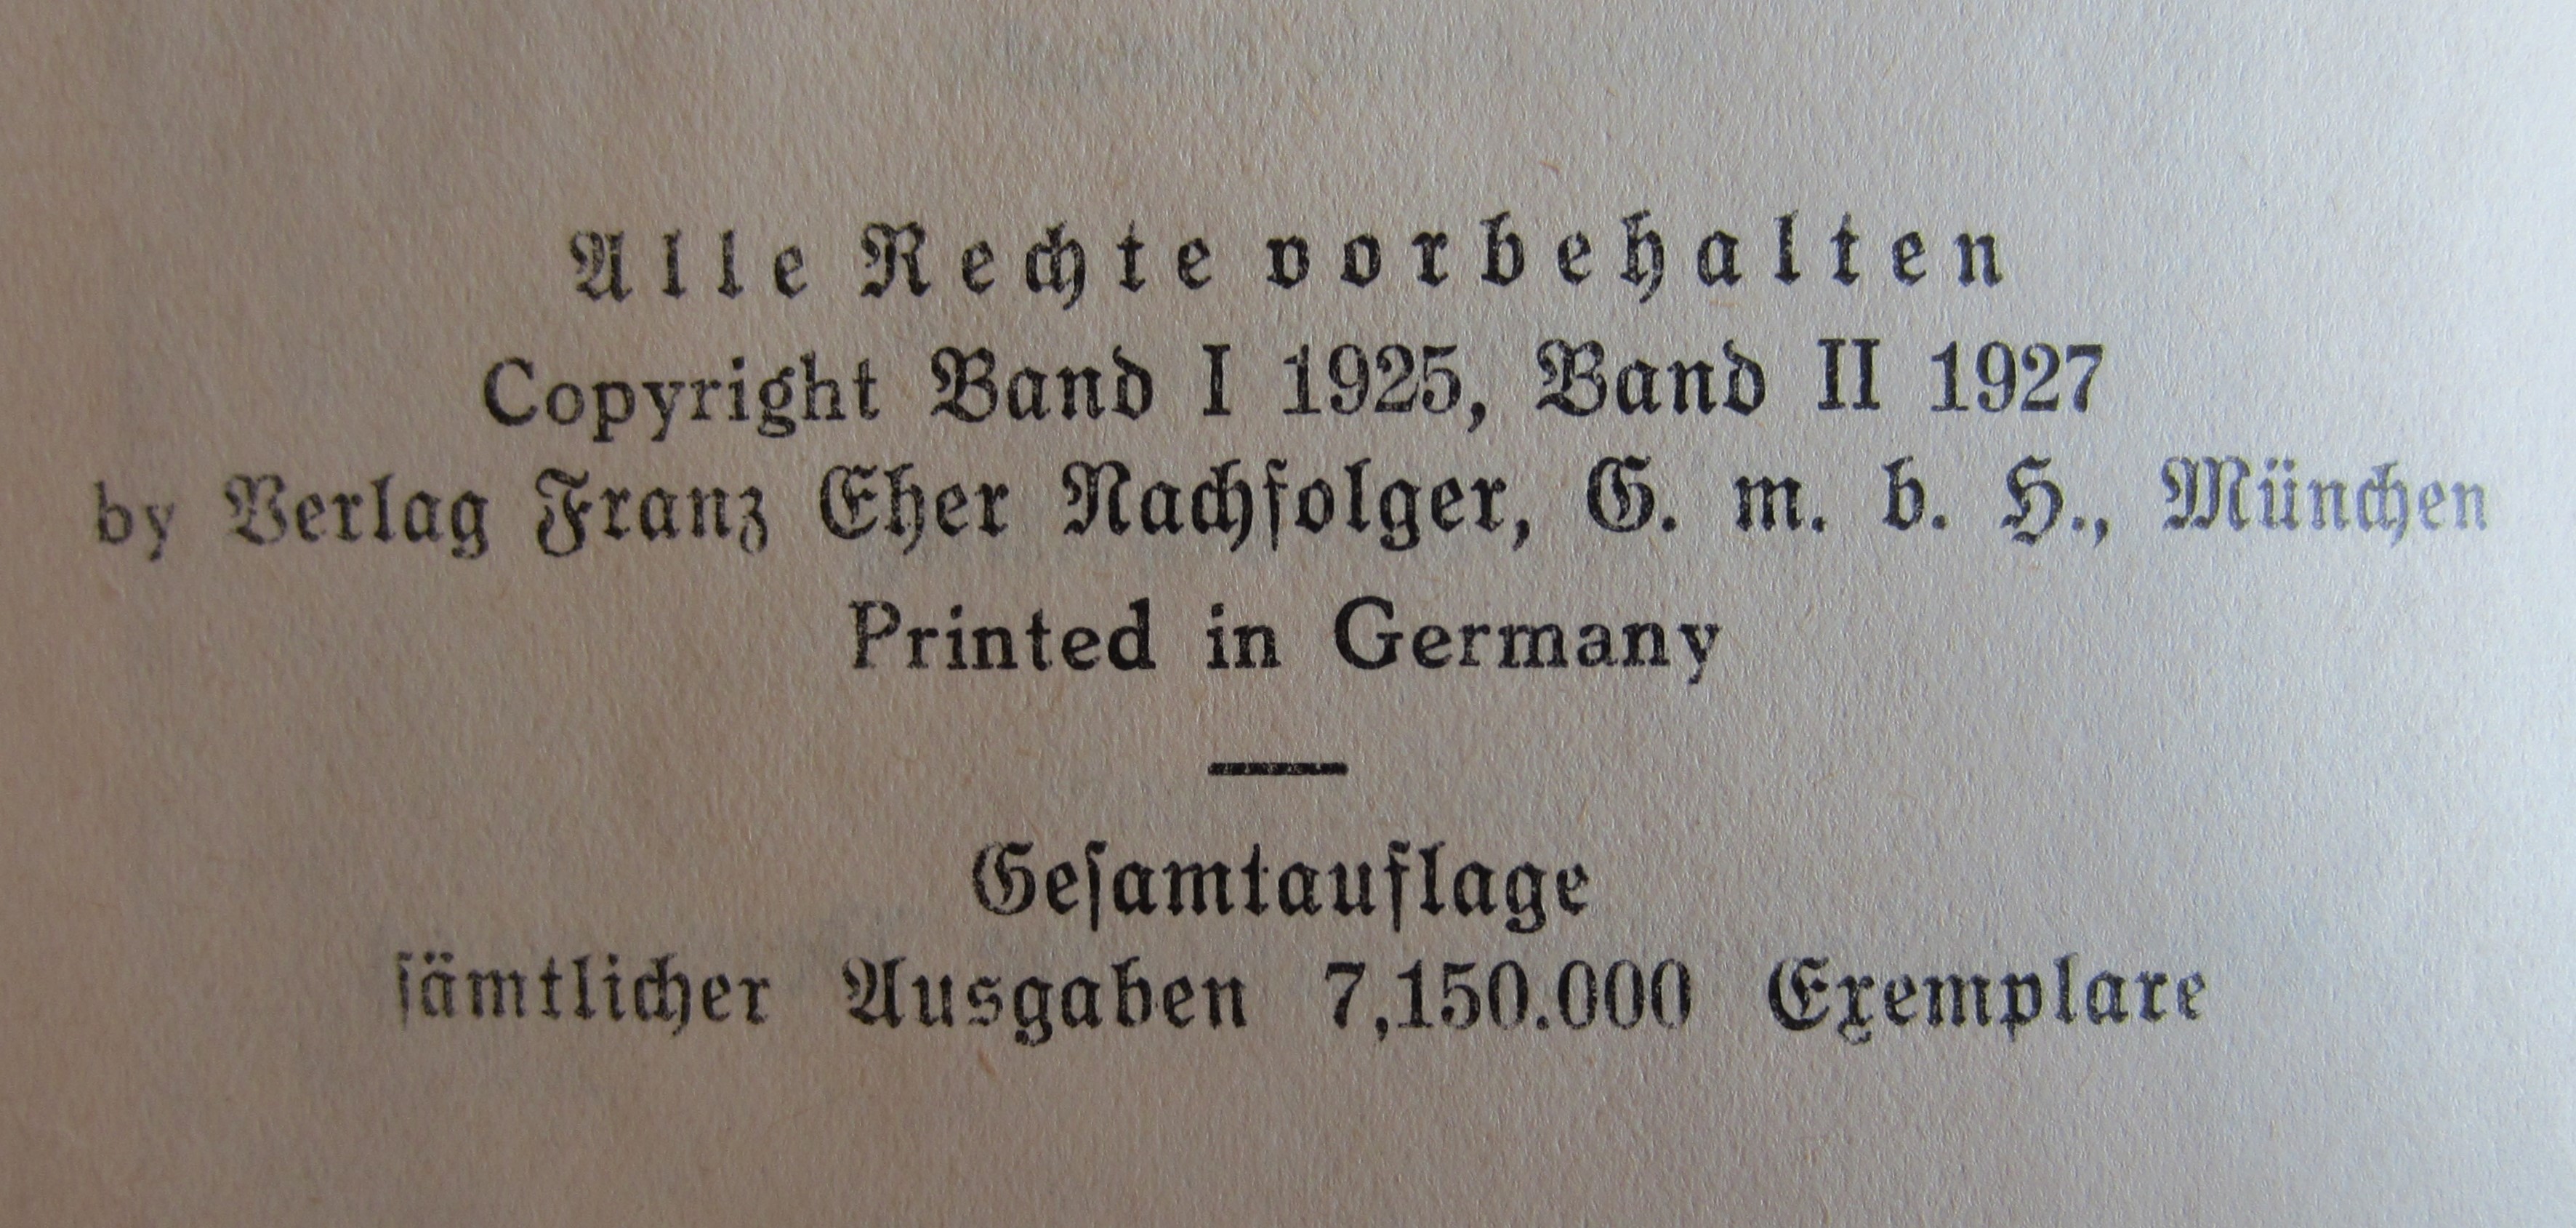 Alle Rechte vorbehalten
Copyright Band I 1925, Band II 1927
by Verlag Franz Eher Nachfolger, G. m. b. H., München
Printed in Germany
Geſamtauflage
ſämtlicher Ausgaben 7,150.000 Exemplare